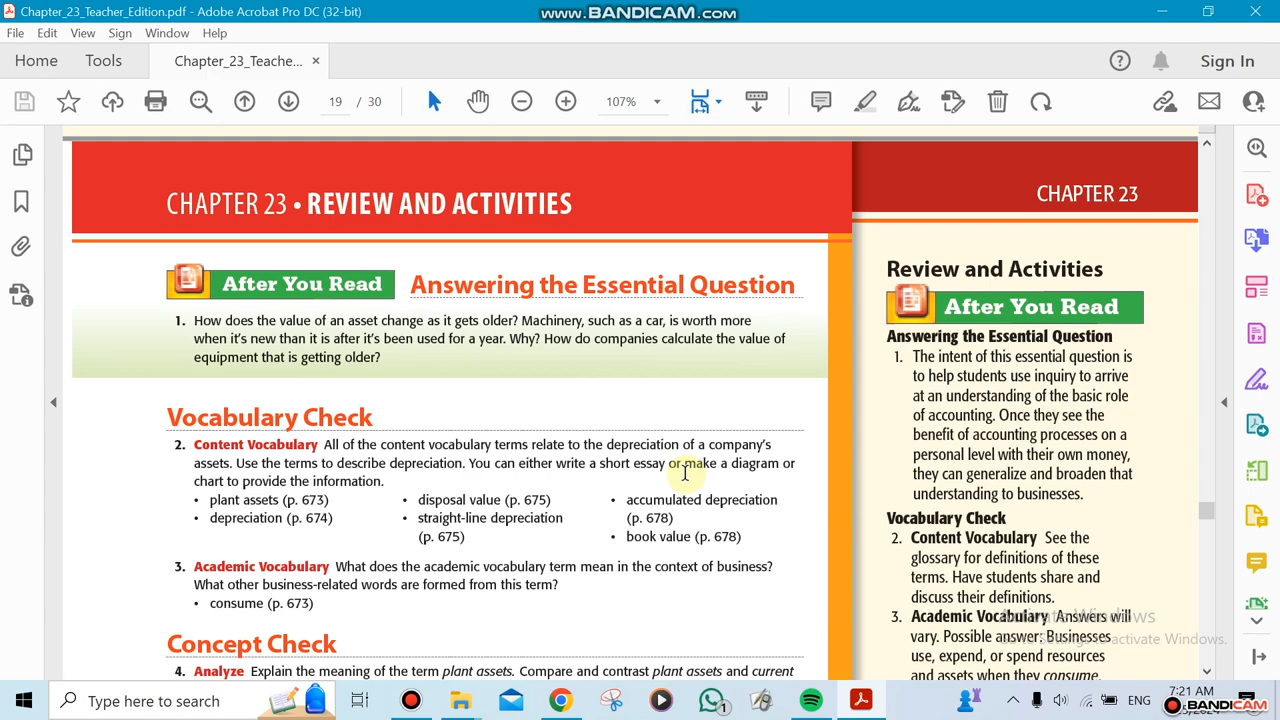 Chapter_23_Teacher_Edition.pdf - Adobe Acrobat Pro DC (32-bit)
www.BANDICAM.com
File Edit View Sign Window Help
Home Tools Chapter_23_Teache... × Sign In
19 / 30 107%
CHAPTER 23 • REVIEW AND ACTIVITIES
After You Read Answering the Essential Question
1. How does the value of an asset change as it gets older? Machinery, such as a car, is worth more
when it's new than it is after it's been used for a year. Why? How do companies calculate the value of
equipment that is getting older?
Vocabulary Check
2. Content Vocabulary All of the content vocabulary terms relate to the depreciation of a company's
assets. Use the terms to describe depreciation. You can either write a short essay or make a diagram or
chart to provide the information.
• plant assets (p. 673)
• depreciation (p. 674)
• disposal value (p. 675)
• straight-line depreciation
(p. 675)
• accumulated depreciation
(p. 678)
• book value (p. 678)
3. Academic Vocabulary What does the academic vocabulary term mean in the context of business?
What other business-related words are formed from this term?
• consume (p. 673)
Concept Check
4. Analyze Explain the meaning of the term plant assets. Compare and contrast plant assets and current
CHAPTER 23
Review and Activities
After You Read
Answering the Essential Question
1. The intent of this essential question is
to help students use inquiry to arrive
at an understanding of the basic role
of accounting. Once they see the
benefit of accounting processes on a
personal level with their own money,
they can generalize and broaden that
understanding to businesses.
Vocabulary Check
2. Content Vocabulary See the
glossary for definitions of these
terms. Have students share and
discuss their definitions.
3. Academic Vocabulary Answers will
vary. Possible answer: Businesses
use, expend, or spend resources
and assets when they consume.
Activate Windows
activate Windows.
Type here to search
1
ENG
7:21 AM
BANDICAM